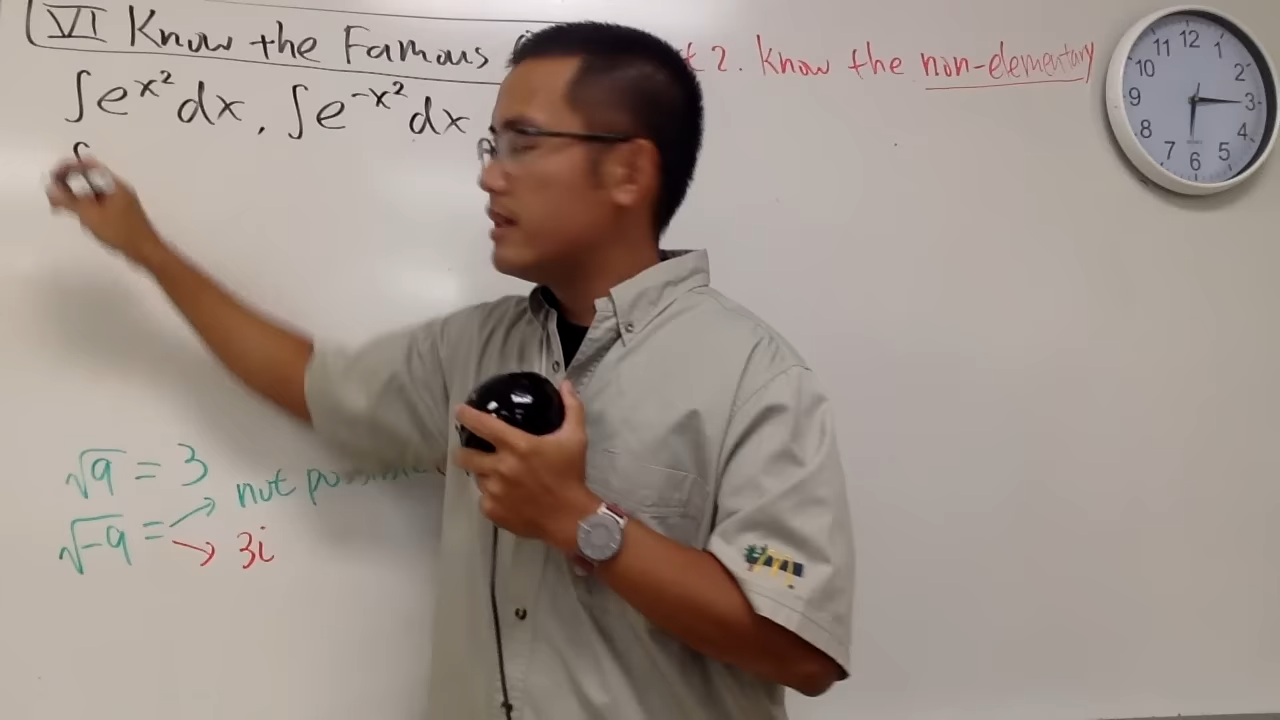 VI Know the Famous
2. know the non-elementary
∫e^{x²}dx, ∫e^{-x²}dx,
∫
√9 = 3
not
√-9 =
3i
12
1
2
3
4
5
6
7
8
9
10
11